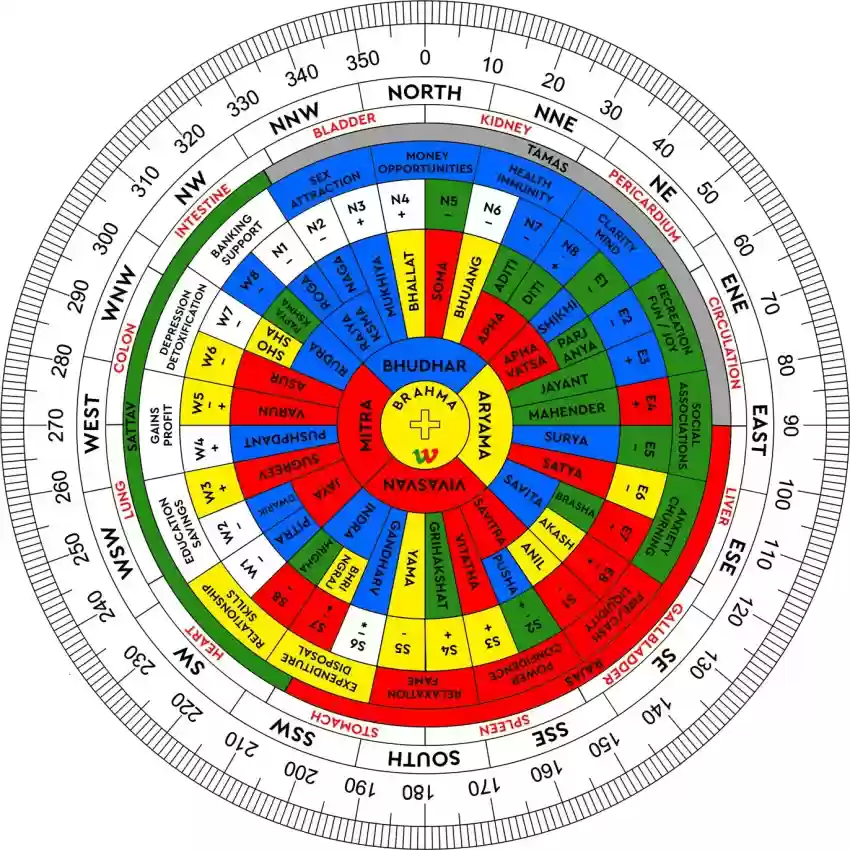 0
10
20
30
40
50
60
70
80
90
100
110
120
130
140
150
160
170
180
190
200
210
220
230
240
250
260
270
280
290
300
310
320
330
340
350
NORTH
NNE
NE
ENE
EAST
ESE
SE
SSE
SOUTH
SSW
SW
WSW
WEST
WNW
NW
NNW
KIDNEY
PERICARDIUM
CIRCULATION
LIVER
GALLBLADDER
SPLEEN
STOMACH
HEART
LUNG
COLON
INTESTINE
BLADDER
TAMAS
RAJAS
SATTAV
MONEY
OPPORTUNITIES
HEALTH
IMMUNITY
CLARITY
MIND
RECREATION
FUN / JOY
SOCIAL
ASSOCIATIONS
ANXIETY
CHURNING
FIRE/CASH
LIQUIDITY
POWER
CONFIDENCE
RELAXATION
FAME
EXPENDITURE
DISPOSAL
RELATIONSHIP
SKILLS
EDUCATION
SAVINGS
GAINS
PROFIT
DEPRESSION
DETOXIFICATION
BANKING
SUPPORT
SEX
ATTRACTION
N1 -
N2 -
N3 +
N4 +
N5 -
N6 -
N7 -
N8 +
E1 -
E2 -
E3 +
E4 +
E5 -
E6 -
E7 -
E8
S1 -
S2
S3 +
S4 +
S5 -
S6
S7
S8 -
W1 -
W2 -
W3 +
W4 +
W5 - +
W6 -
W7 -
W8 -
ROGA
NAGA
MUKHIYA
BHALLAT
SOMA
BHUJANG
ADITI
DITI
SHIKHI
PARJ
ANYA
JAYANT
MAHENDER
SURYA
SATYA
BRASHA
AKASH
ANIL
PUSHA
VITATHA
GRIHAKSHAT
YAMA
GANDHARV
BHRI
NGRAJ
MRIGHA
PITRA
DWARIK
SUGREEV
PUSHPDANT
VARUN
ASUR
SHO
SHA
PAPYA
KSHMA
RUDRA
RAJYA
KSMA
APHA
APHA
VATSA
SAVITA
SAVITRA
INDRA
JAYA
BHUDHAR
ARYAMA
VIVASVAN
MITRA
BRAHMA